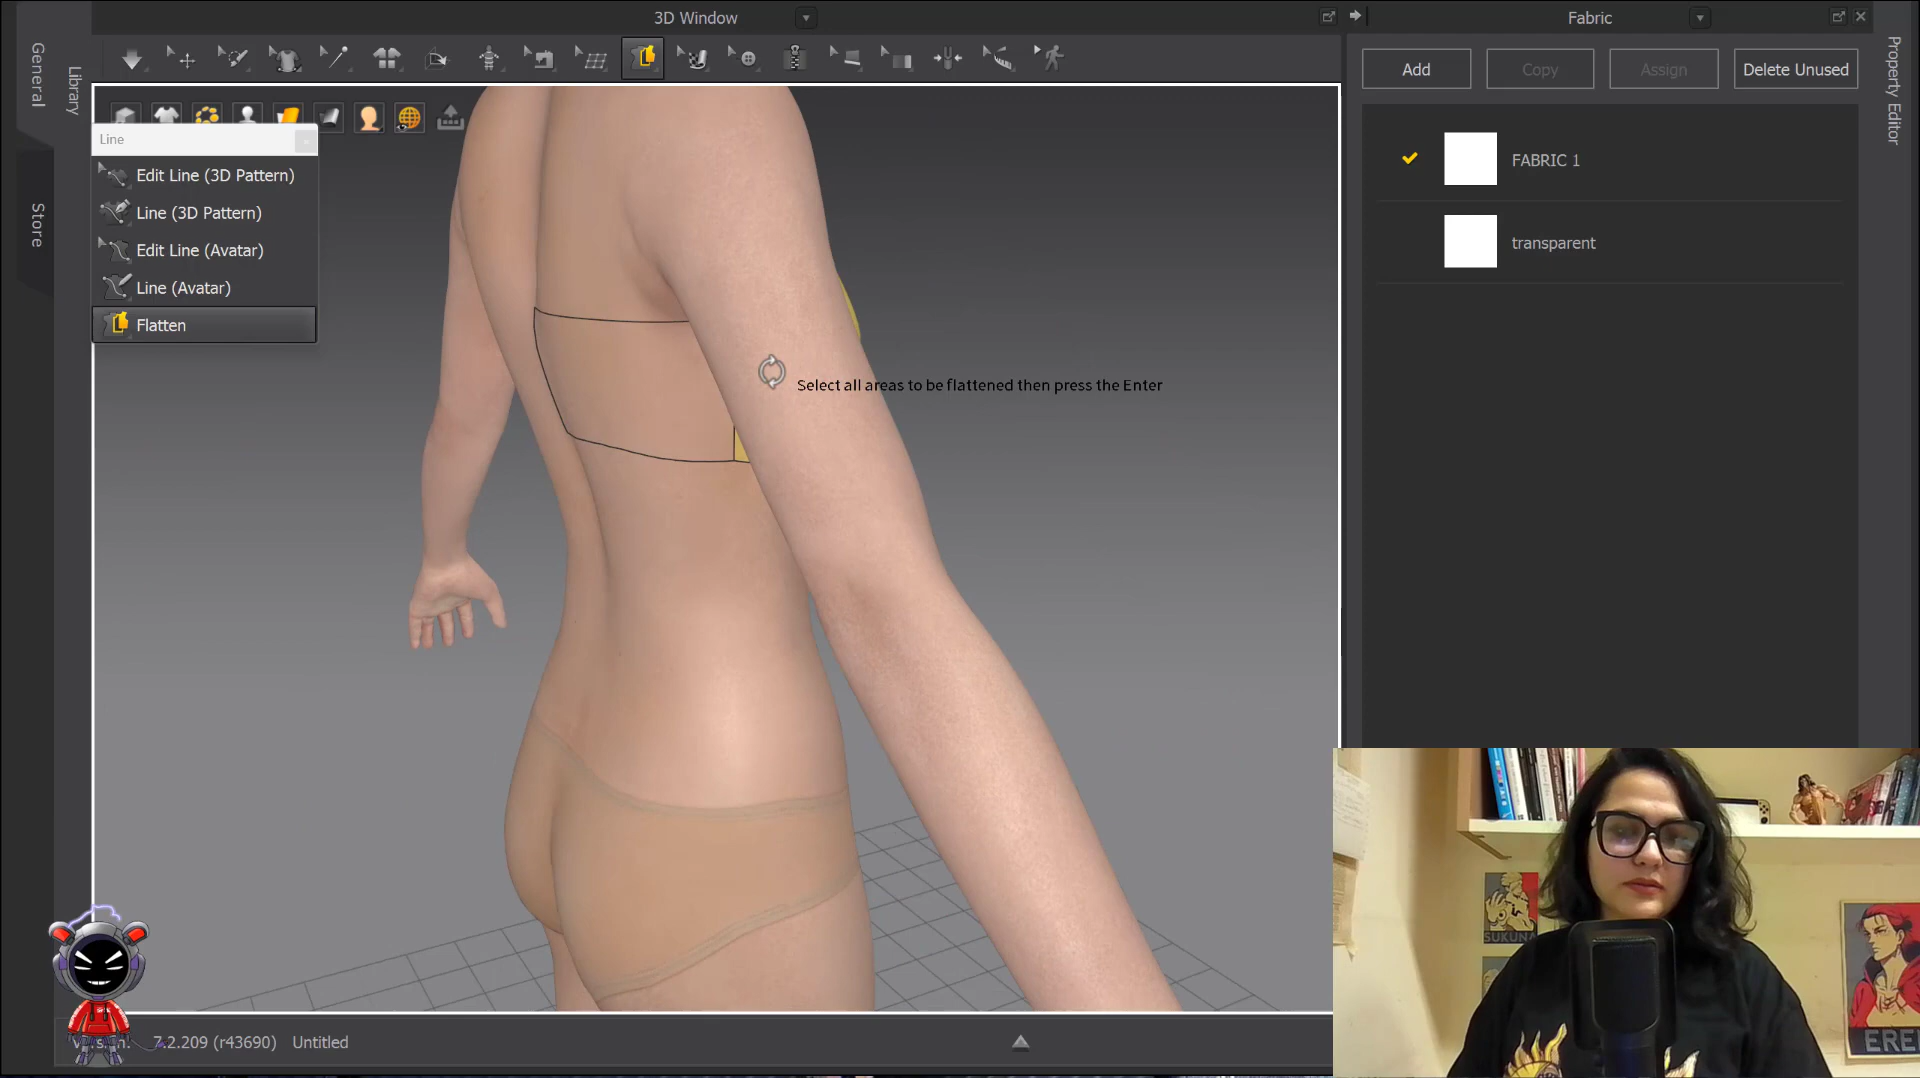 3D Window
Fabric
General
Library
Store
Property Editor
Add
Copy
Assign
Delete Unused
Line
Edit Line (3D Pattern)
Line (3D Pattern)
Edit Line (Avatar)
Line (Avatar)
Flatten
FABRIC 1
transparent
Select all areas to be flattened then press the Enter
7.2.209 (r43690)
Untitled
SUKUNA
EREN